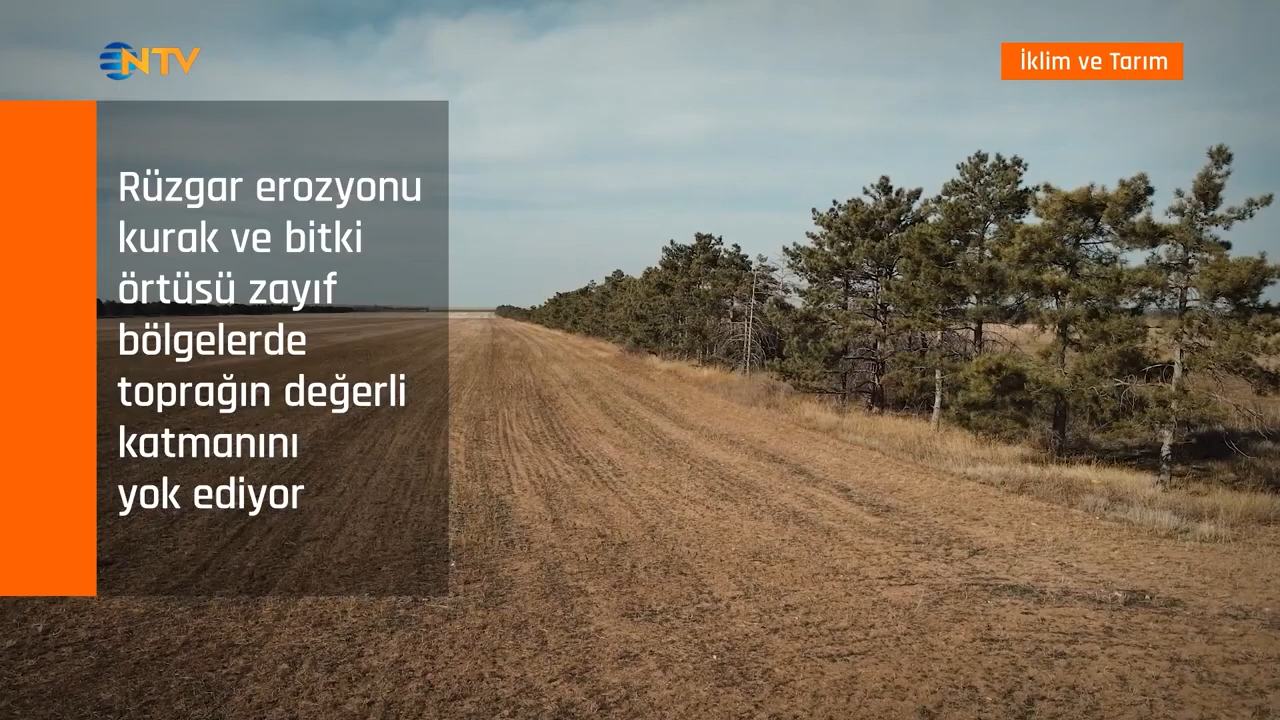 NTV
İklim ve Tarım
Rüzgar erozyonu
kurak ve bitki
örtüsü zayıf
bölgelerde
toprağın değerli
katmanını
yok ediyor